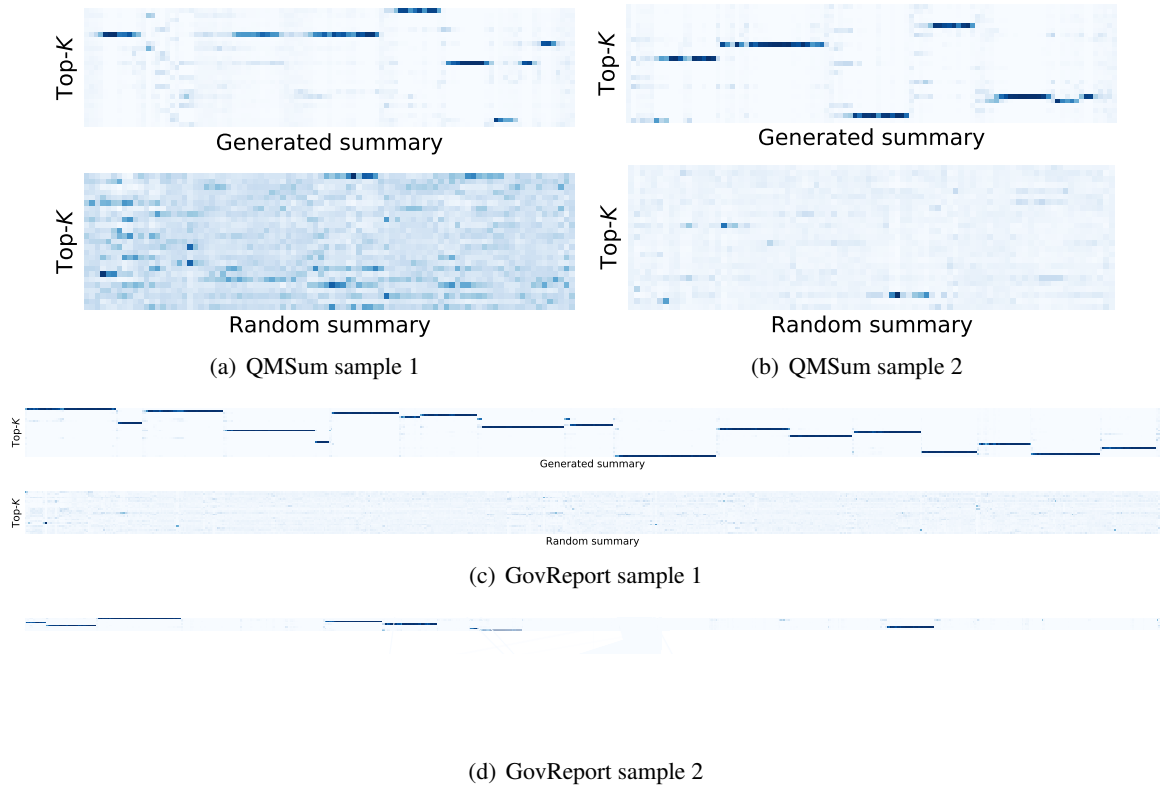 Top-K
Generated summary
Top-K
Generated summary
Top-K
Random summary
Top-K
Random summary
(a) QMSum sample 1
(b) QMSum sample 2
Top-K
Generated summary
Top-K
Random summary
(c) GovReport sample 1
(d) GovReport sample 2